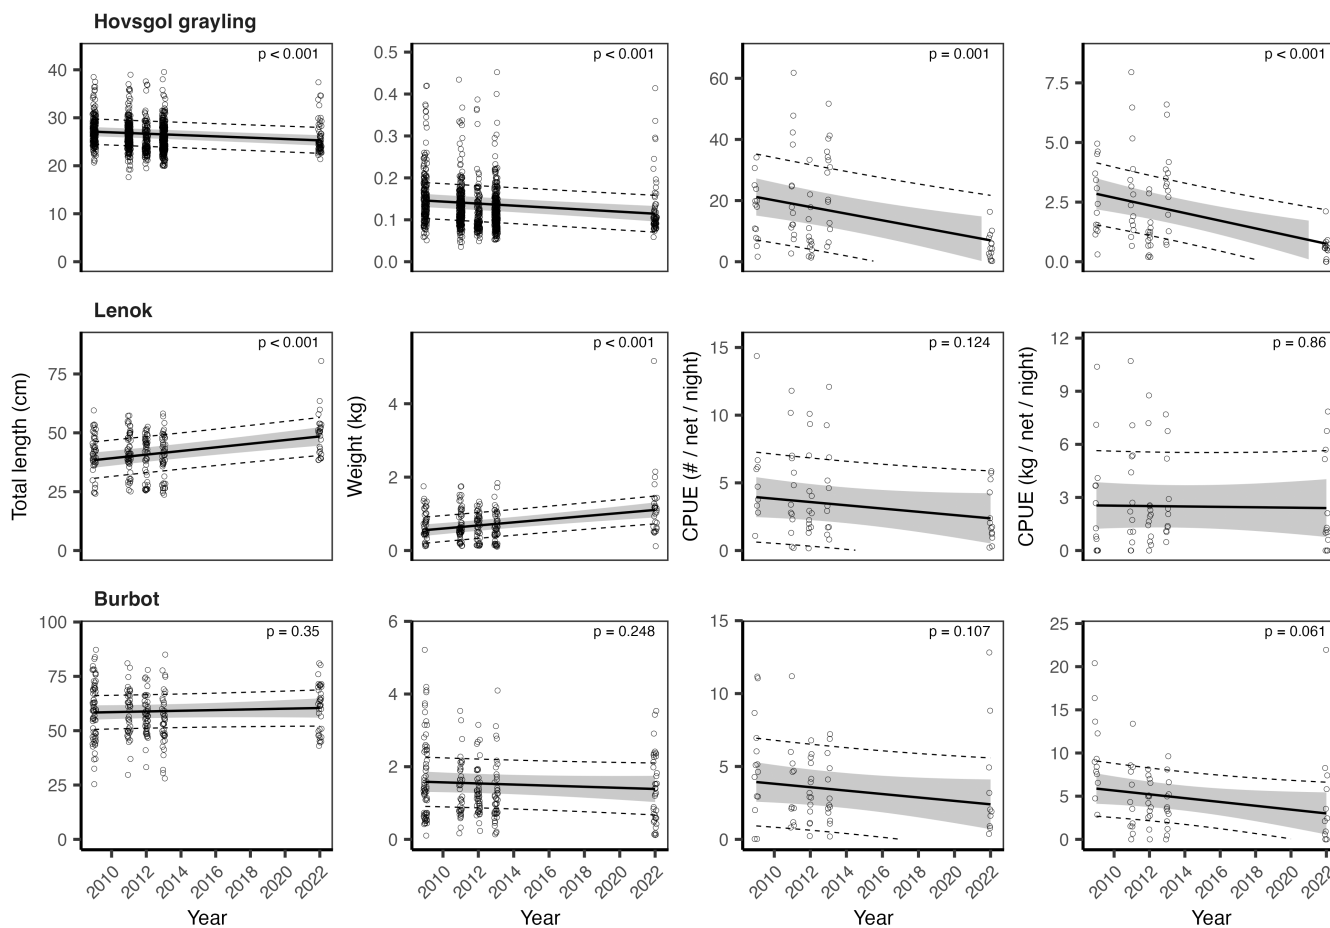 Hovsgol grayling
p < 0.001
p < 0.001
p = 0.001
p < 0.001
40
30
20
10
0
0.5
0.4
0.3
0.2
0.1
0.0
60
40
20
0
7.5
5.0
2.5
0.0
Lenok
p < 0.001
p < 0.001
p = 0.124
p = 0.86
Total length (cm)
75
50
25
0
Weight (kg)
4
2
0
CPUE (# / net / night)
15
10
5
0
CPUE (kg / net / night)
12
9
6
3
0
Burbot
p = 0.35
p = 0.248
p = 0.107
p = 0.061
100
75
50
25
0
6
4
2
0
15
10
5
0
25
20
15
10
5
0
2010 2012 2014 2016 2018 2020 2022
2010 2012 2014 2016 2018 2020 2022
2010 2012 2014 2016 2018 2020 2022
2010 2012 2014 2016 2018 2020 2022
Year
Year
Year
Year